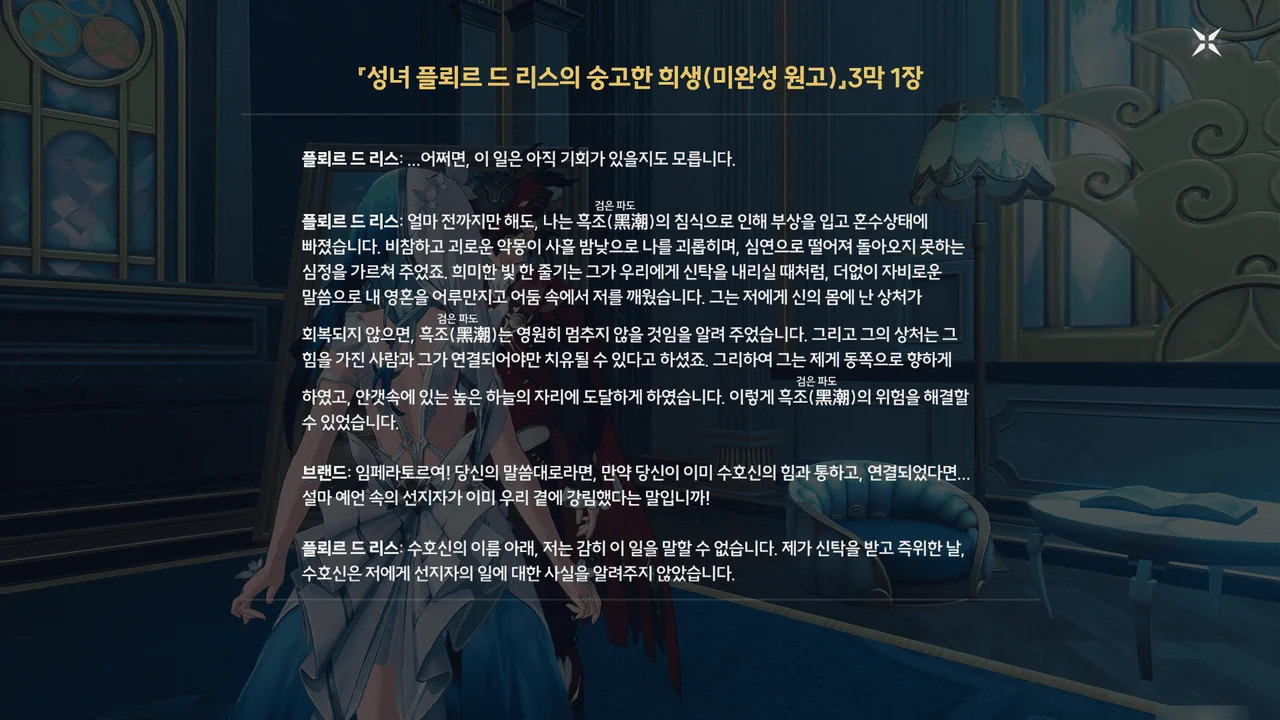 『성녀 플뢰르 드 리스의 숭고한 희생(미완성 원고)』3막 1장
플뢰르 드 리스: ...어쩌면, 이 일은 아직 기회가 있을지도 모릅니다.
검은 파도
플뢰르 드 리스: 얼마 전까지만 해도, 나는 흑조(黑潮)의 침식으로 인해 부상을 입고 혼수상태에
빠졌습니다. 비참하고 괴로운 악몽이 사흘 밤낮으로 나를 괴롭히며, 심연으로 떨어져 돌아오지 못하는
심정을 가르쳐 주었죠. 희미한 빛 한 줄기는 그가 우리에게 신탁을 내리실 때처럼, 더없이 자비로운
말씀으로 내 영혼을 어루만지고 어둠 속에서 저를 깨웠습니다. 그는 저에게 신의 몸에 난 상처가
검은 파도
회복되지 않으면, 흑조(黑潮)는 영원히 멈추지 않을 것임을 알려 주었습니다. 그리고 그의 상처는 그
힘을 가진 사람과 그가 연결되어야만 치유될 수 있다고 하셨죠. 그리하여 그는 제게 동쪽으로 향하게
검은 파도
하였고, 안갯속에 있는 높은 하늘의 자리에 도달하게 하였습니다. 이렇게 흑조(黑潮)의 위험을 해결할
수 있었습니다.
브랜드: 임페라토르여! 당신의 말씀대로라면, 만약 당신이 이미 수호신의 힘과 통하고, 연결되었다면...
설마 예언 속의 선지자가 이미 우리 곁에 강림했다는 말입니까!
플뢰르 드 리스: 수호신의 이름 아래, 저는 감히 이 일을 말할 수 없습니다. 제가 신탁을 받고 즉위한 날,
수호신은 저에게 선지자의 일에 대한 사실을 알려주지 않았습니다.